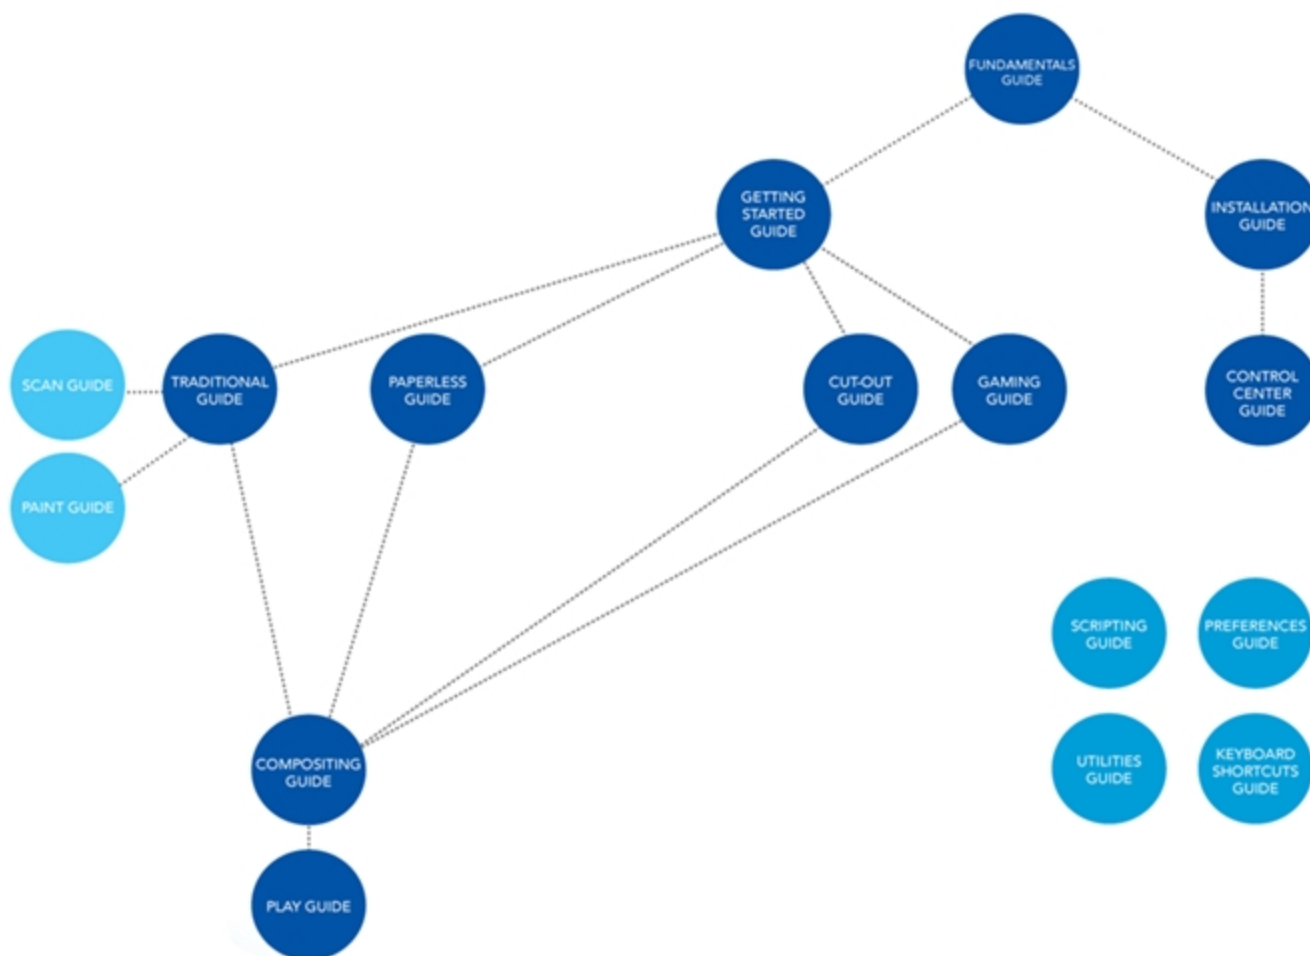 FUNDAMENTALS
GUIDE
GETTING
STARTED
GUIDE
INSTALLATION
GUIDE
SCAN GUIDE
TRADITIONAL
GUIDE
PAPERLESS
GUIDE
CUT-OUT
GUIDE
GAMING
GUIDE
CONTROL
CENTER
GUIDE
PAINT GUIDE
SCRIPTING
GUIDE
PREFERENCES
GUIDE
COMPOSITING
GUIDE
UTILITIES
GUIDE
KEYBOARD
SHORTCUTS
GUIDE
PLAY GUIDE